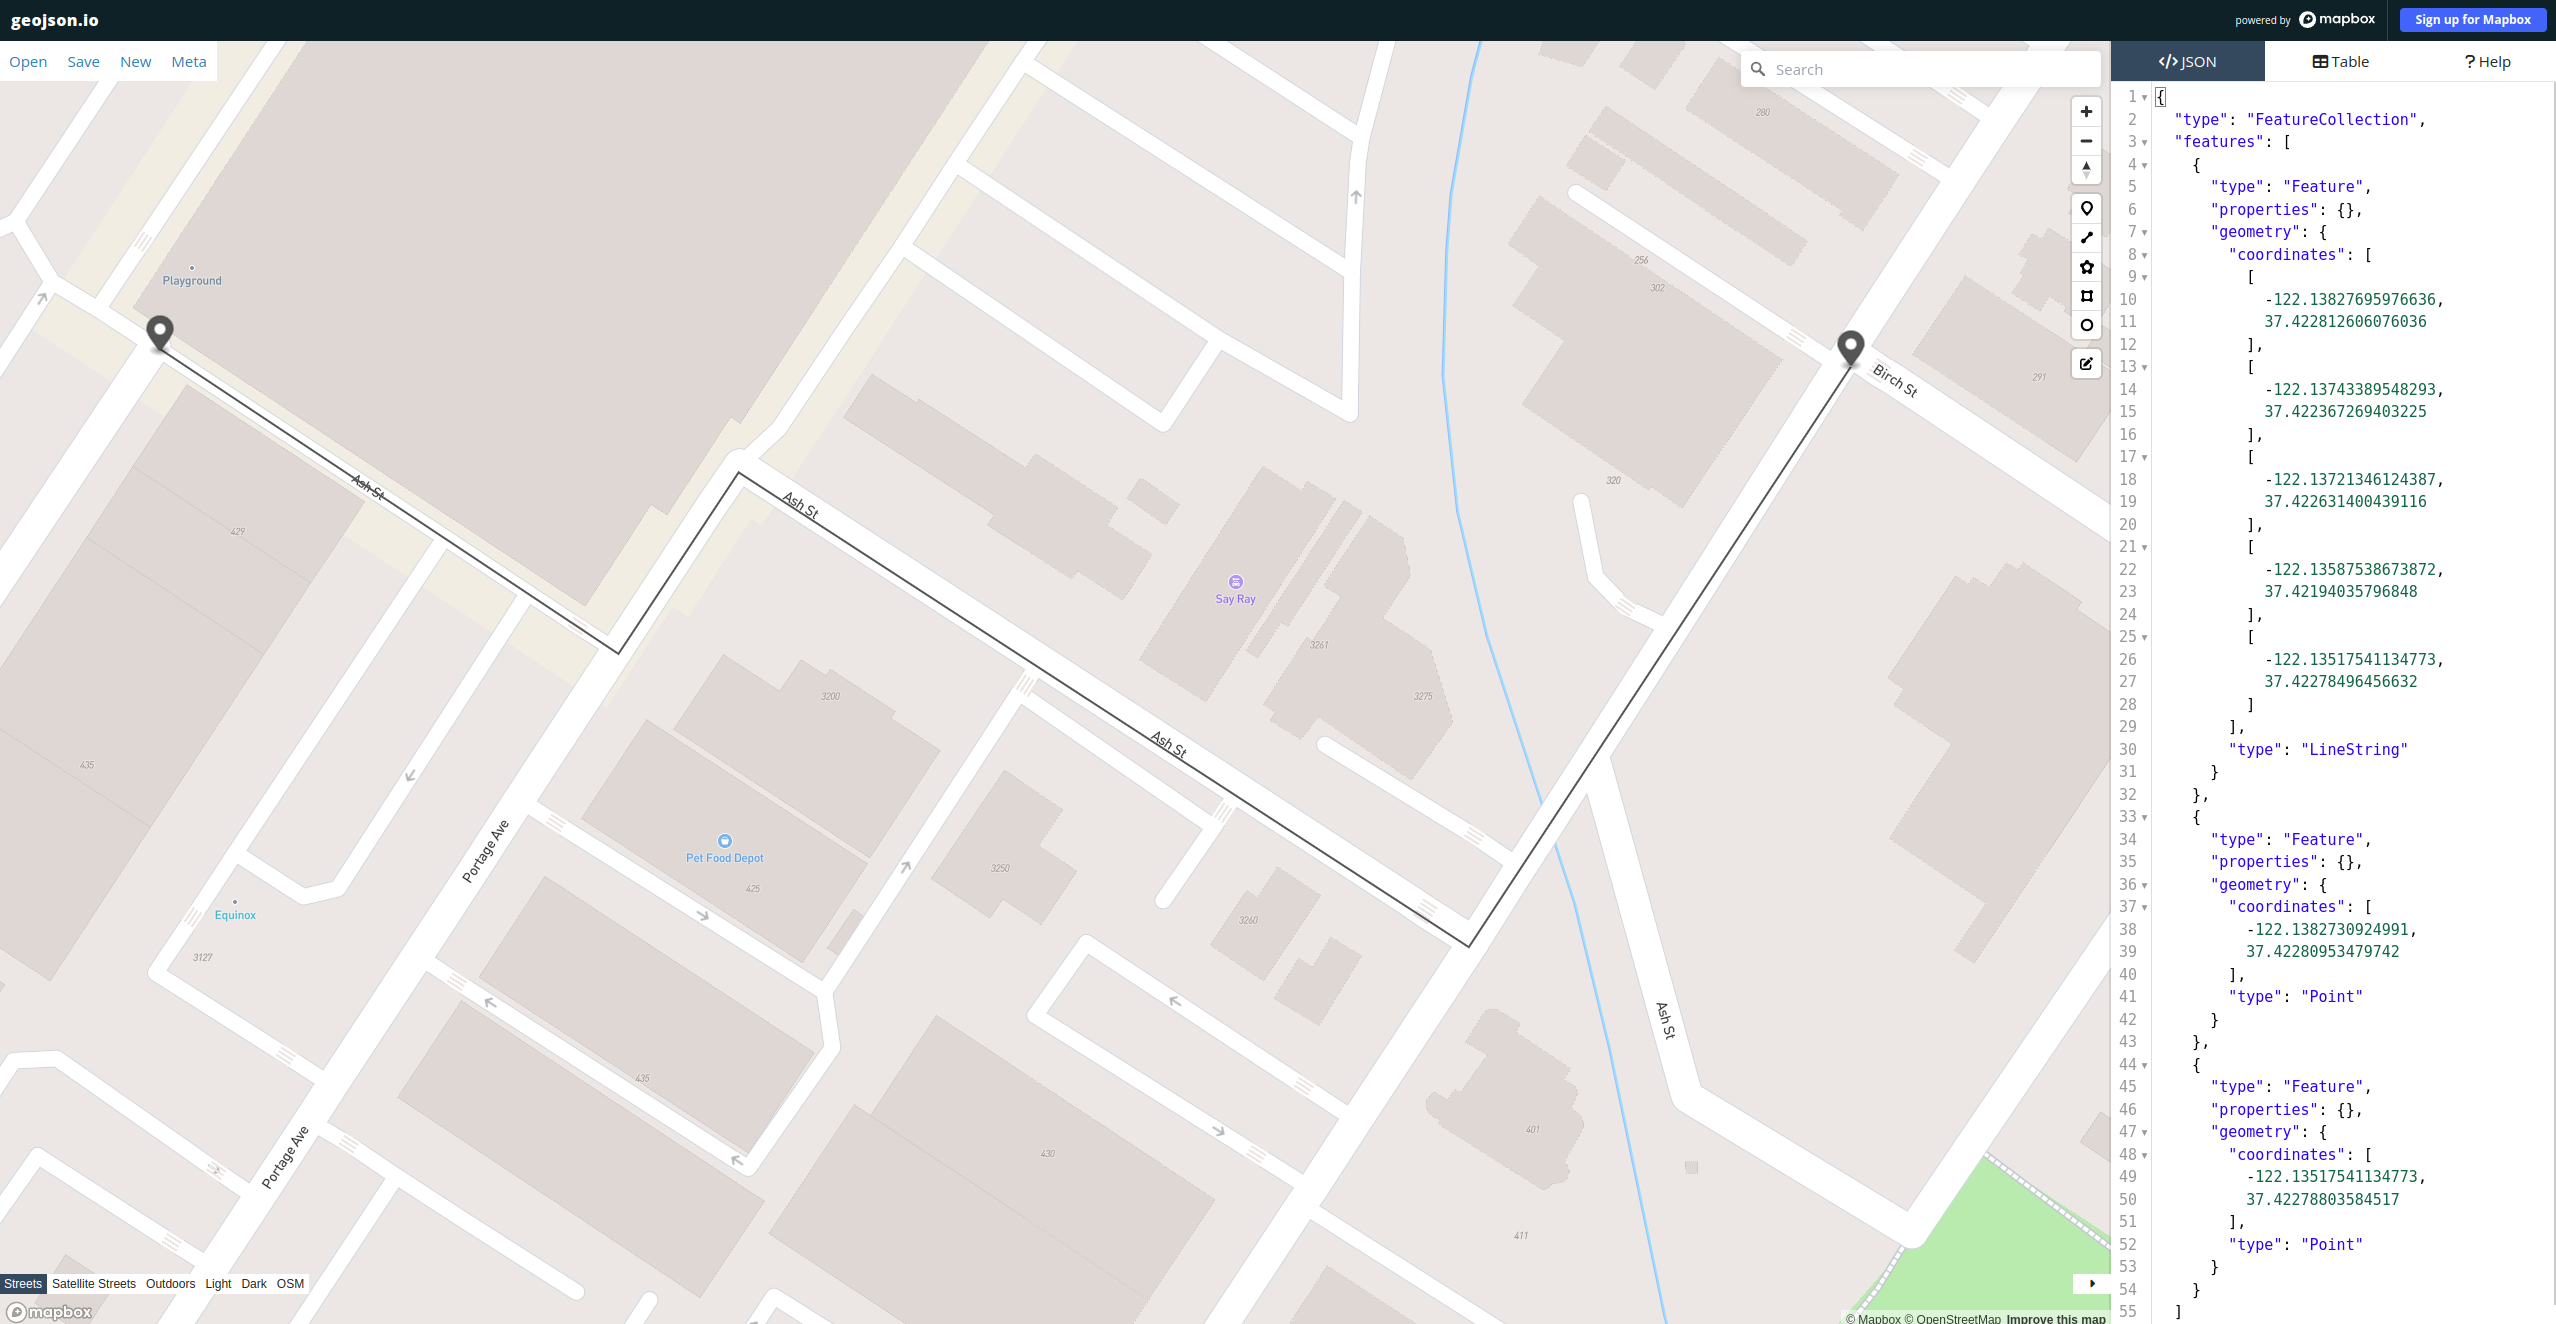 geojson.io
powered by mapbox
Sign up for Mapbox
Open Save New Meta
Search
JSON Table ? Help
Playground
280
256
302
291
Birch St
320
Ash St
Ash St
429
Say Ray
3261
3275
3200
Ash St
435
Portage Ave
Pet Food Depot
425
3250
3260
Equinox
3127
Ash St
435
401
430
411
Portage Ave
Streets Satellite Streets Outdoors Light Dark OSM
mapbox
© Mapbox © OpenStreetMap Improve this map
1 {
2 "type": "FeatureCollection",
3 "features": [
4 {
5 "type": "Feature",
6 "properties": {},
7 "geometry": {
8 "coordinates": [
9 [
10 -122.13827695976636,
11 37.422812606076036
12 ],
13 [
14 -122.13743389548293,
15 37.422367269403225
16 ],
17 [
18 -122.13721346124387,
19 37.422631400439116
20 ],
21 [
22 -122.13587538673872,
23 37.42194035796848
24 ],
25 [
26 -122.13517541134773,
27 37.42278496456632
28 ]
29 ],
30 "type": "LineString"
31 }
32 },
33 {
34 "type": "Feature",
35 "properties": {},
36 "geometry": {
37 "coordinates": [
38 -122.1382730924991,
39 37.42280953479742
40 ],
41 "type": "Point"
42 }
43 },
44 {
45 "type": "Feature",
46 "properties": {},
47 "geometry": {
48 "coordinates": [
49 -122.13517541134773,
50 37.42278803584517
51 ],
52 "type": "Point"
53 }
54 }
55 ]